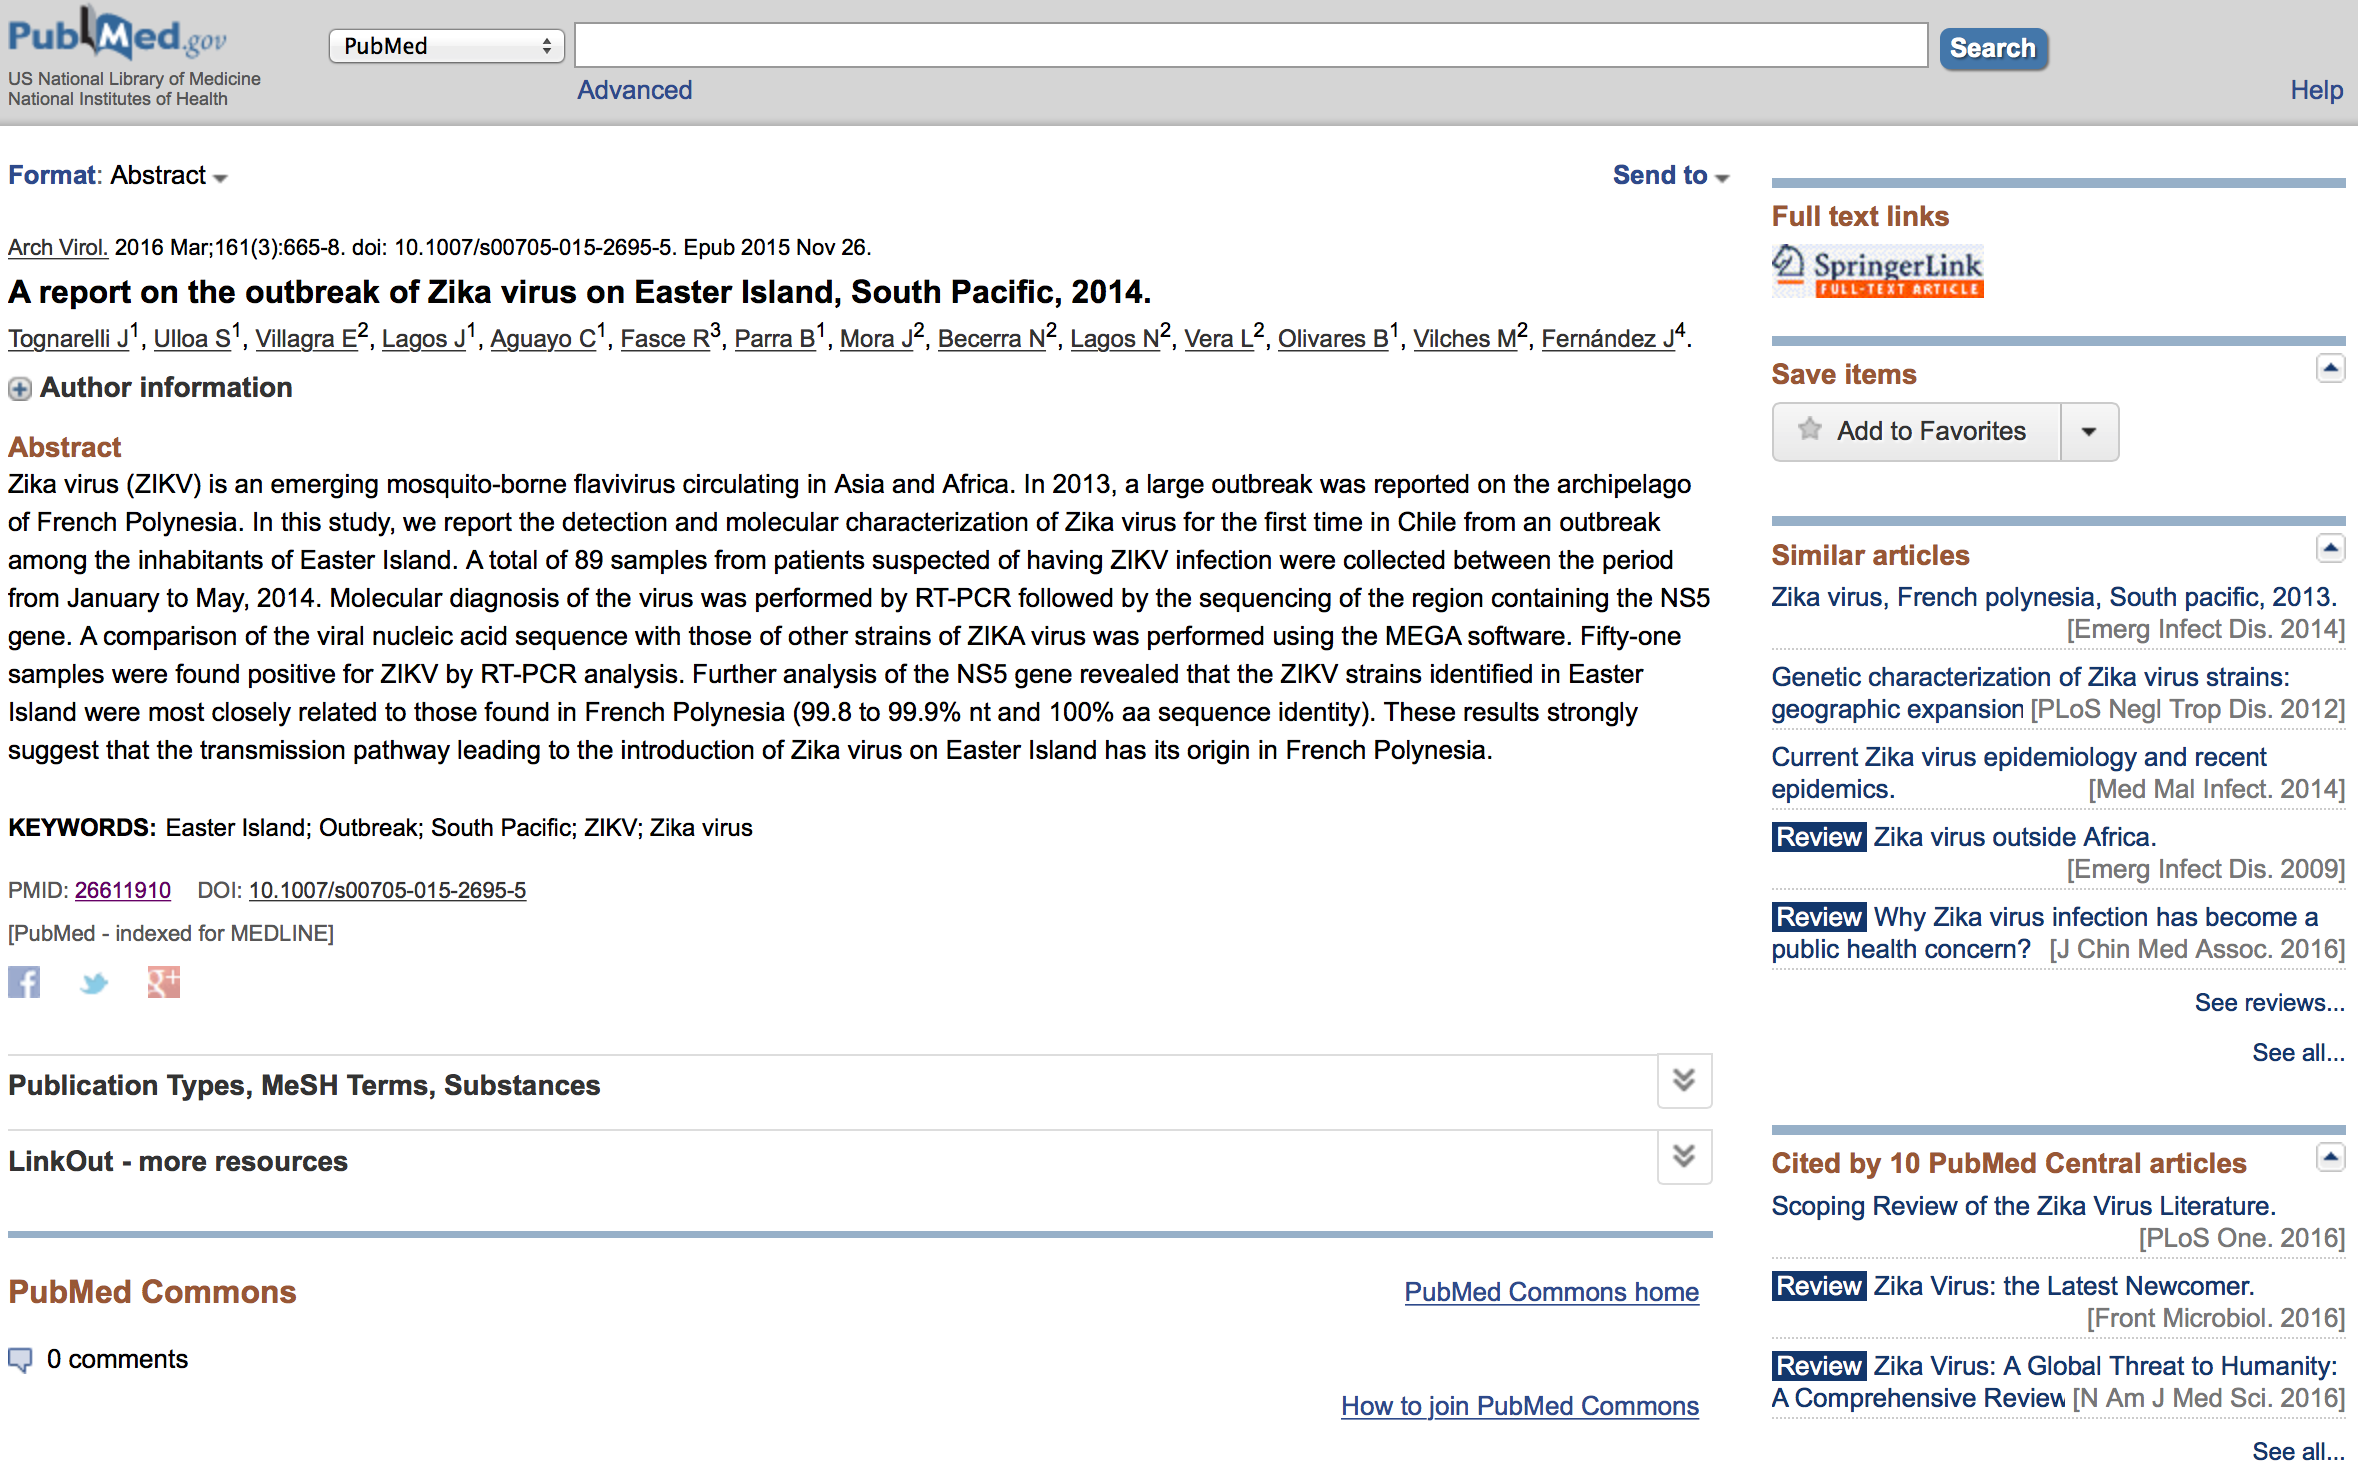 PubMed.gov
US National Library of Medicine
National Institutes of Health
PubMed
Search
Advanced
Help
Format: Abstract
Send to
Arch Virol. 2016 Mar;161(3):665-8. doi: 10.1007/s00705-015-2695-5. Epub 2015 Nov 26.
A report on the outbreak of Zika virus on Easter Island, South Pacific, 2014.
Tognarelli J1, Ulloa S1, Villagra E2, Lagos J1, Aguayo C1, Fasce R3, Parra B1, Mora J2, Becerra N2, Lagos N2, Vera L2, Olivares B1, Vilches M2, Fernández J4.
Author information
Abstract
Zika virus (ZIKV) is an emerging mosquito-borne flavivirus circulating in Asia and Africa. In 2013, a large outbreak was reported on the archipelago
of French Polynesia. In this study, we report the detection and molecular characterization of Zika virus for the first time in Chile from an outbreak
among the inhabitants of Easter Island. A total of 89 samples from patients suspected of having ZIKV infection were collected between the period
from January to May, 2014. Molecular diagnosis of the virus was performed by RT-PCR followed by the sequencing of the region containing the NS5
gene. A comparison of the viral nucleic acid sequence with those of other strains of ZIKA virus was performed using the MEGA software. Fifty-one
samples were found positive for ZIKV by RT-PCR analysis. Further analysis of the NS5 gene revealed that the ZIKV strains identified in Easter
Island were most closely related to those found in French Polynesia (99.8 to 99.9% nt and 100% aa sequence identity). These results strongly
suggest that the transmission pathway leading to the introduction of Zika virus on Easter Island has its origin in French Polynesia.
KEYWORDS: Easter Island; Outbreak; South Pacific; ZIKV; Zika virus
PMID: 26611910 DOI: 10.1007/s00705-015-2695-5
[PubMed - indexed for MEDLINE]
f
g+
Publication Types, MeSH Terms, Substances
LinkOut - more resources
PubMed Commons
PubMed Commons home
0 comments
How to join PubMed Commons
Full text links
SpringerLink
FULL-TEXT ARTICLE
Save items
Add to Favorites
Similar articles
Zika virus, French polynesia, South pacific, 2013.
[Emerg Infect Dis. 2014]
Genetic characterization of Zika virus strains:
geographic expansion [PLoS Negl Trop Dis. 2012]
Current Zika virus epidemiology and recent
epidemics. [Med Mal Infect. 2014]
Review Zika virus outside Africa.
[Emerg Infect Dis. 2009]
Review Why Zika virus infection has become a
public health concern? [J Chin Med Assoc. 2016]
See reviews...
See all...
Cited by 10 PubMed Central articles
Scoping Review of the Zika Virus Literature.
[PLoS One. 2016]
Review Zika Virus: the Latest Newcomer.
[Front Microbiol. 2016]
Review Zika Virus: A Global Threat to Humanity:
A Comprehensive Review [N Am J Med Sci. 2016]
See all...